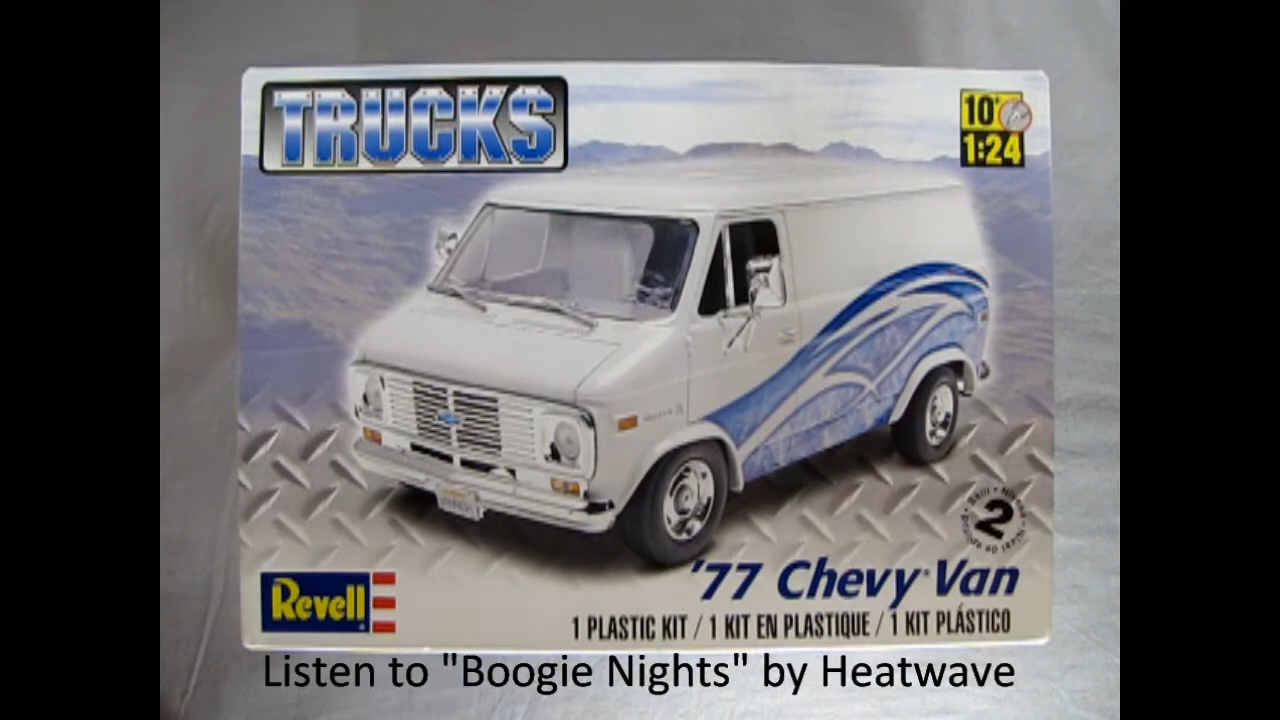 TRUCKS
10+
1:24
2
'77 Chevy Van
Revell
1 PLASTIC KIT / 1 KIT EN PLASTIQUE / 1 KIT PLÁSTICO
Listen to "Boogie Nights" by Heatwave